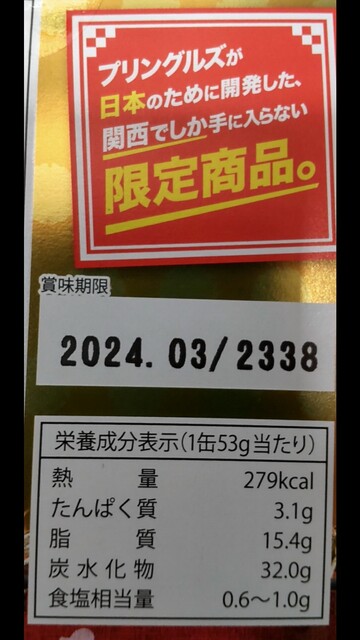 プリングルズが
日本のために開発した、
関西でしか手に入らない
限定商品。
賞味期限
2024. 03/2338
栄養成分表示(1缶53g当たり)
熱量 279kcal
たんぱく質 3.1g
脂質 15.4g
炭水化物 32.0g
食塩相当量 0.6〜1.0g